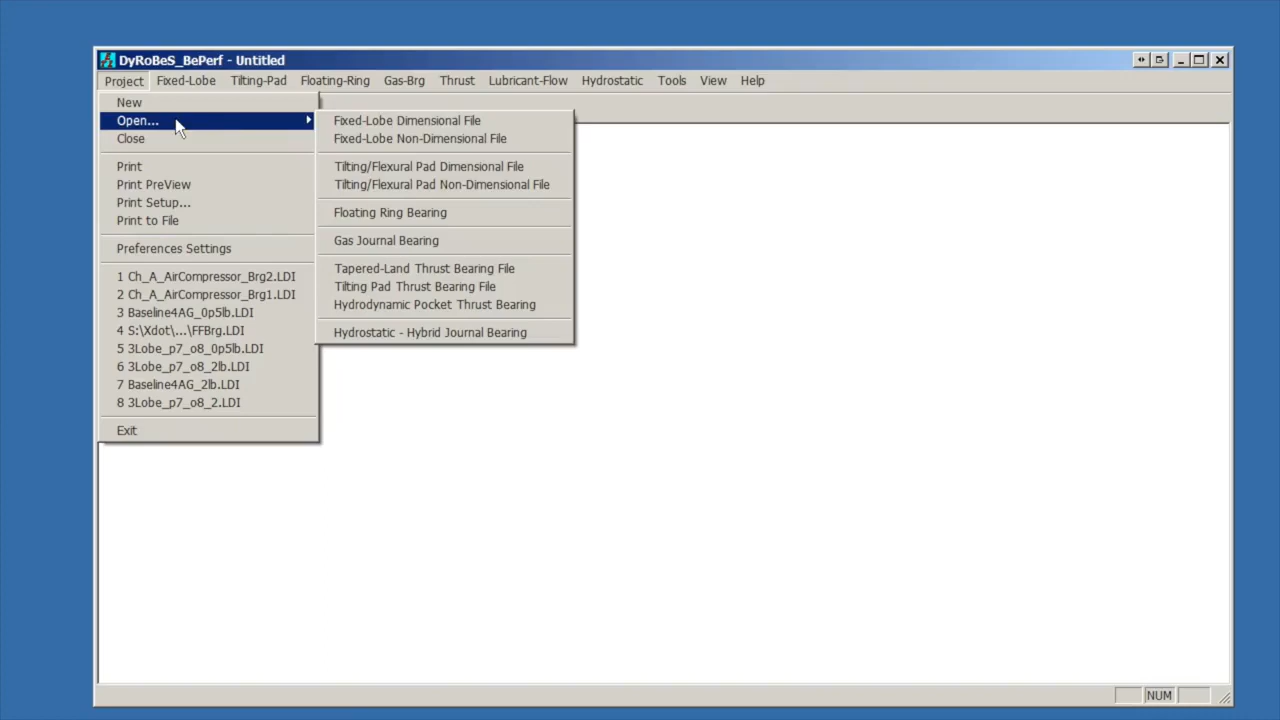 DyRoBeS_BePerf - Untitled
Project Fixed-Lobe Tilting-Pad Floating-Ring Gas-Brg Thrust Lubricant-Flow Hydrostatic Tools View Help
New
Open...
Close
Print
Print PreView
Print Setup...
Print to File
Preferences Settings
1 Ch_A_AirCompressor_Brg2.LDI
2 Ch_A_AirCompressor_Brg1.LDI
3 Baseline4AG_0p5lb.LDI
4 S:\Xdot\...\FFBrg.LDI
5 3Lobe_p7_o8_0p5lb.LDI
6 3Lobe_p7_o8_2lb.LDI
7 Baseline4AG_2lb.LDI
8 3Lobe_p7_o8_2.LDI
Exit
Fixed-Lobe Dimensional File
Fixed-Lobe Non-Dimensional File
Tilting/Flexural Pad Dimensional File
Tilting/Flexural Pad Non-Dimensional File
Floating Ring Bearing
Gas Journal Bearing
Tapered-Land Thrust Bearing File
Tilting Pad Thrust Bearing File
Hydrodynamic Pocket Thrust Bearing
Hydrostatic - Hybrid Journal Bearing
NUM